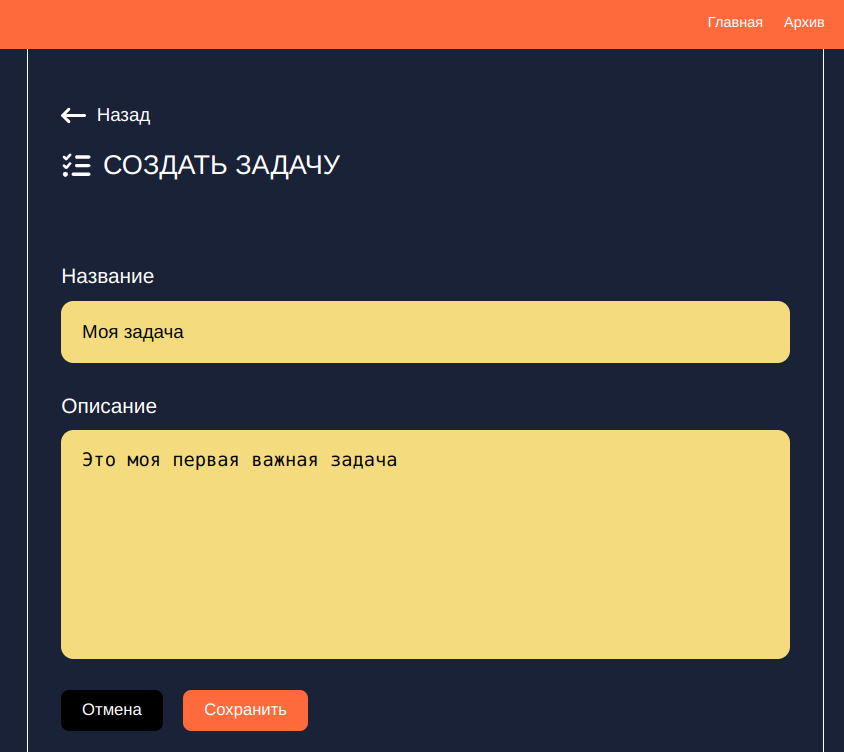 Главная Архив
Назад
СОЗДАТЬ ЗАДАЧУ
Название
Моя задача
Описание
Это моя первая важная задача
Отмена Сохранить